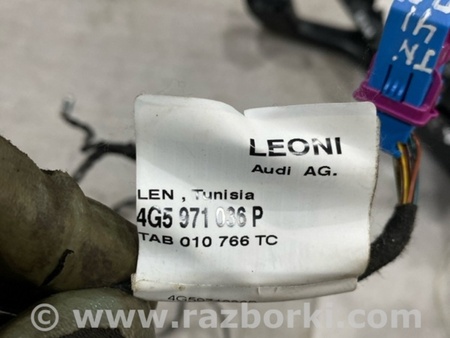 LEONI
Audi AG.
LEN , Tunisia
4G5 971 036 P
TAB 010 766 TC
www.razborki.com